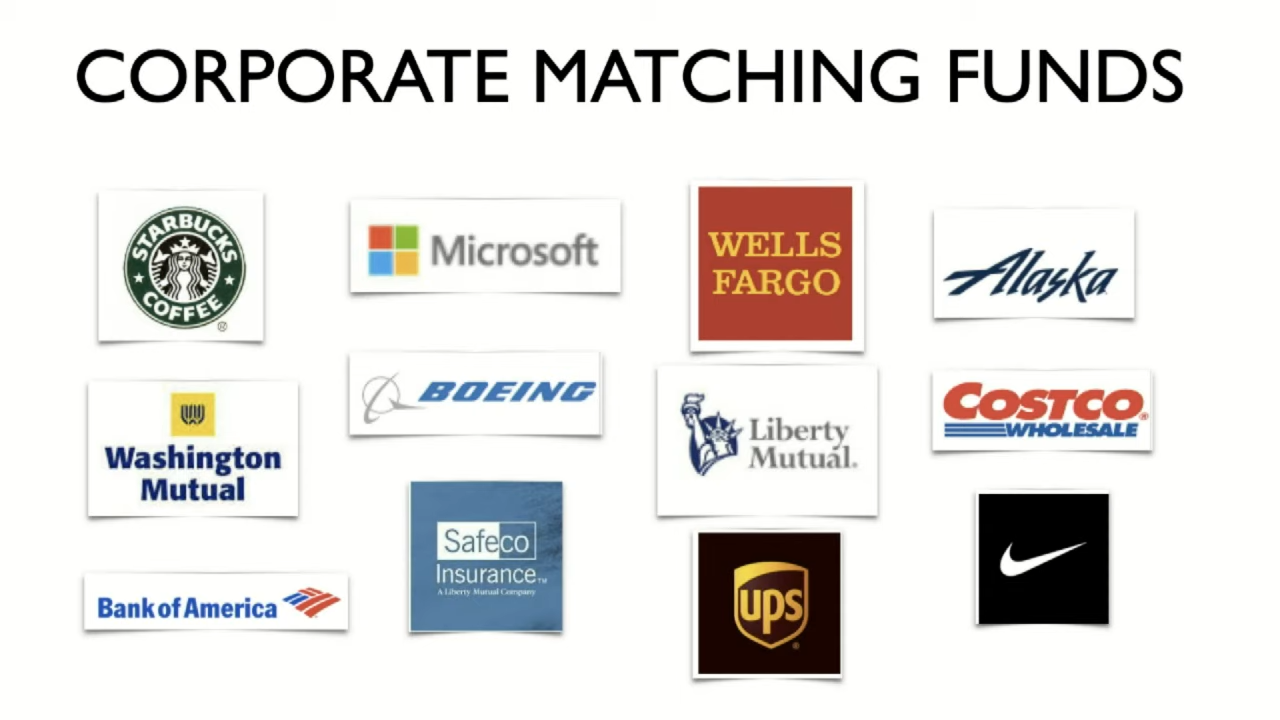 CORPORATE MATCHING FUNDS
STARBUCKS
COFFEE
®
Microsoft
WELLS
FARGO
Alaska
Washington
Mutual
BOEING
Liberty
Mutual®
COSTCO®
WHOLESALE
Bank of America
Safeco
Insurance™
A Liberty Mutual Company
ups
®